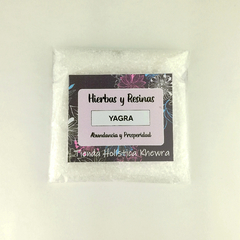 Hierbas y Resinas
YAGRA
Abundancia y Prosperidad
Tienda Holística Khewra